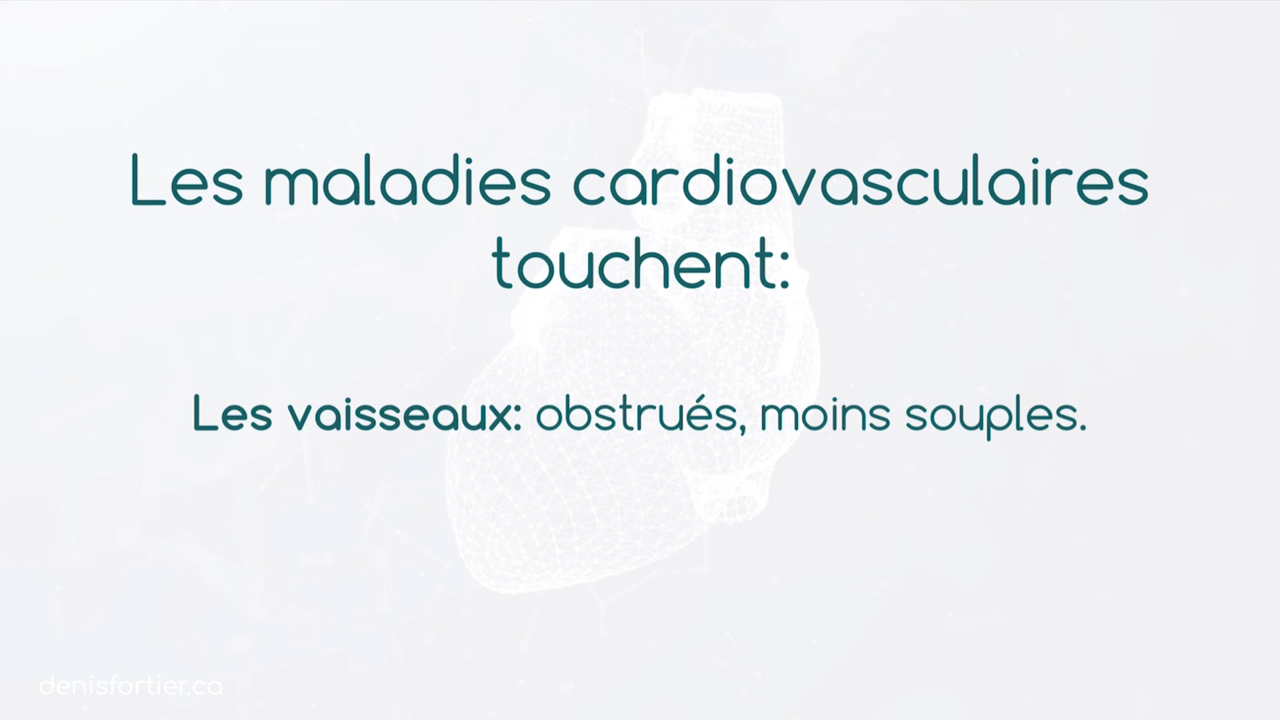 Les maladies cardiovasculaires
touchent:
Les vaisseaux: obstrués, moins souples.
denisfortier.ca